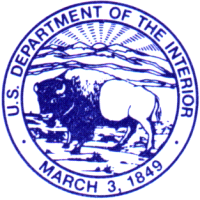 U.S. DEPARTMENT OF THE INTERIOR
· MARCH 3, 1849 ·